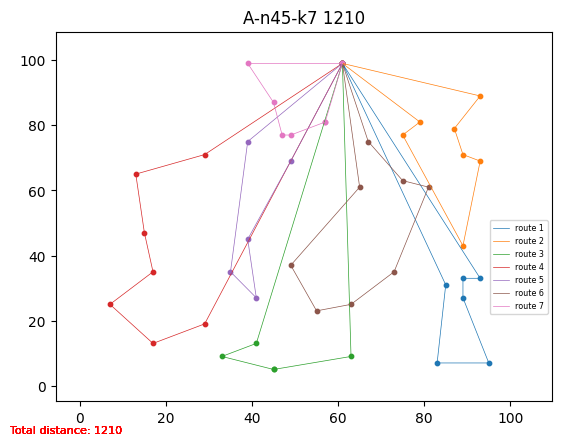 A-n45-k7 1210
100
80
60
40
20
0
route 1
route 2
route 3
route 4
route 5
route 6
route 7
0 20 40 60 80 100
Total distance: 1210